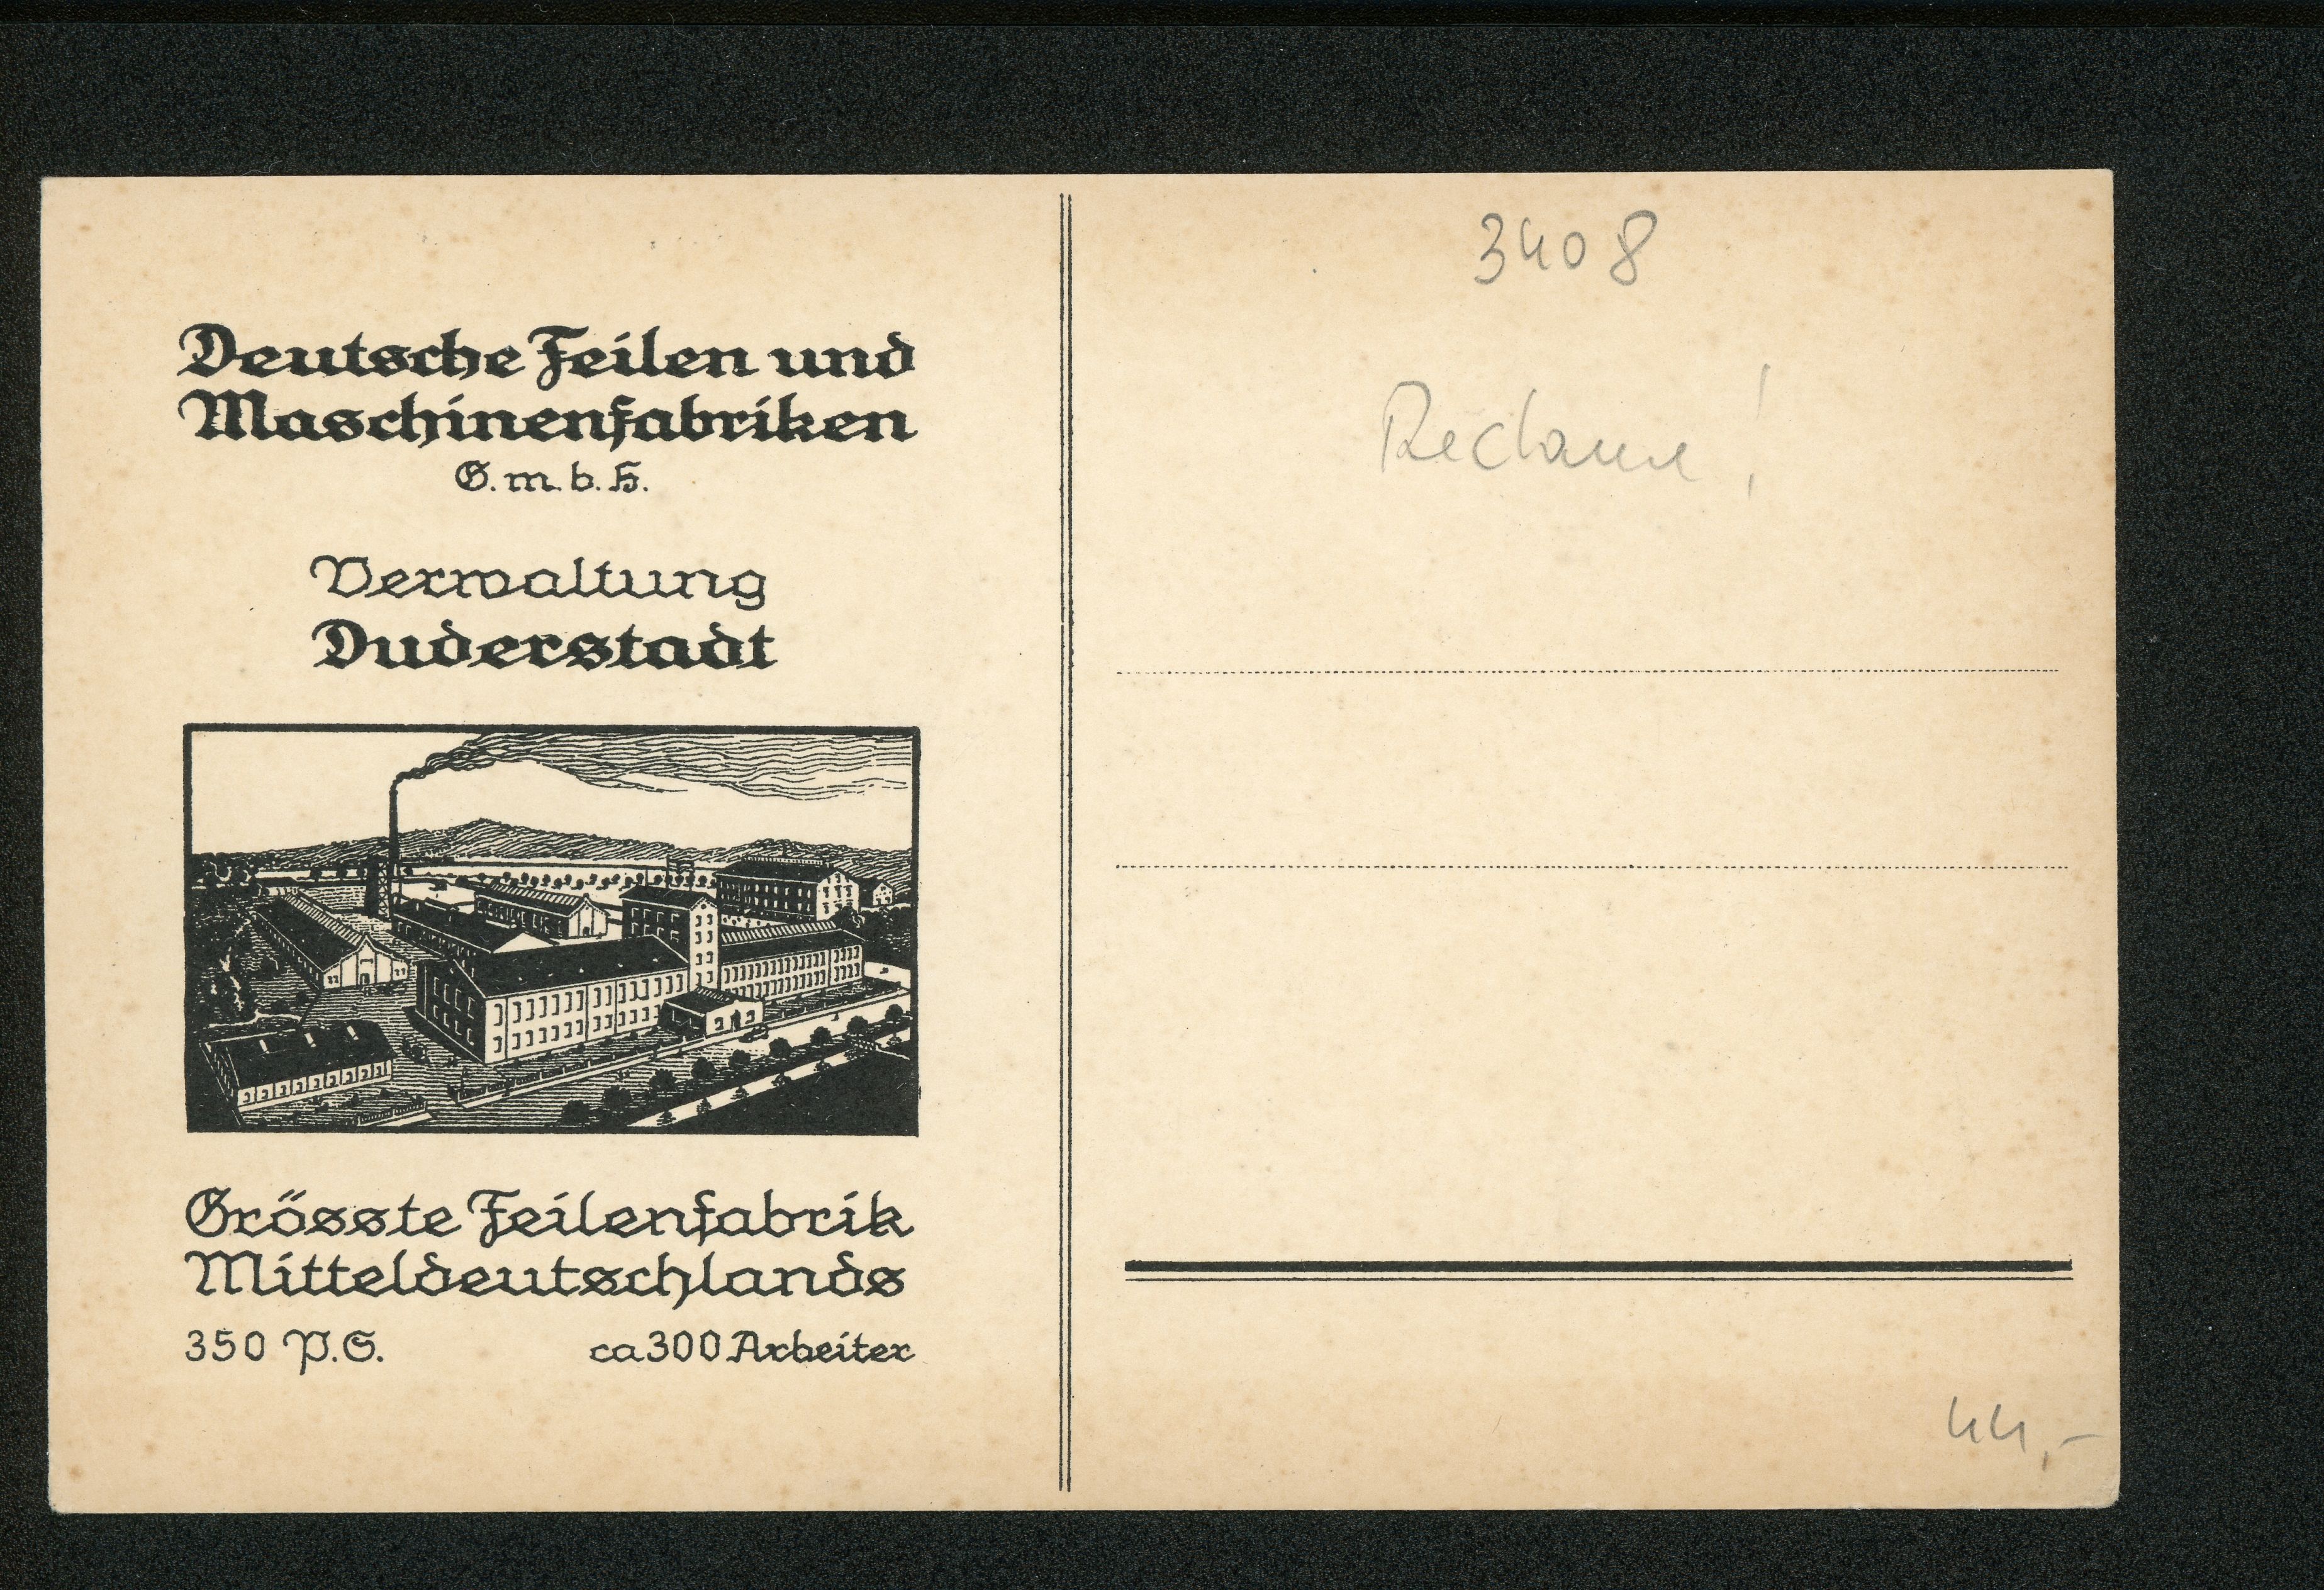 Deutsche Feilen und
Maschinenfabriken
G.m.b.H.
Verwaltung
Duderstadt
Grösste Feilenfabrik
Mitteldeutschlands
350 P.S. ca 300 Arbeiter
3408
Reclame!
44,-